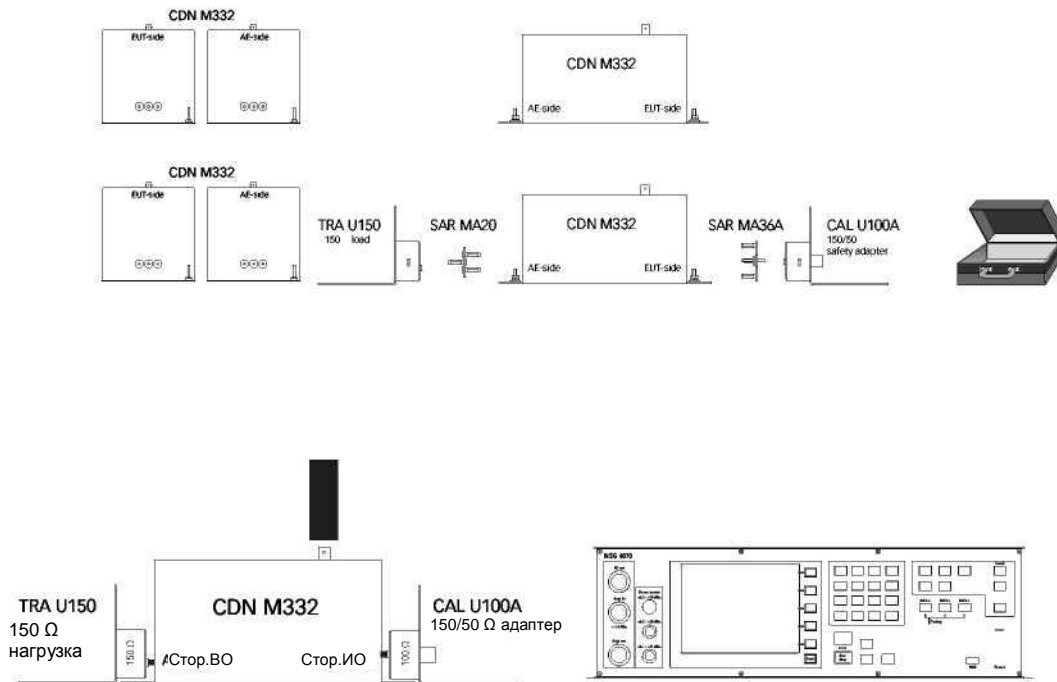 CDN M332
EUT-side
AE-side
CDN M332
AE-side
EUT-side
CDN M332
EUT-side
AE-side
TRA U150
150 load
SAR MA20
CDN M332
AE-side
EUT-side
SAR MA36A
CAL U100A
150/50
safety adapter
TRA U150
150 Ω
нагрузка
150 Ω
CDN M332
Стор.ВО
Стор.ИО
100 Ω
CAL U100A
150/50 Ω адаптер
NSG 4070